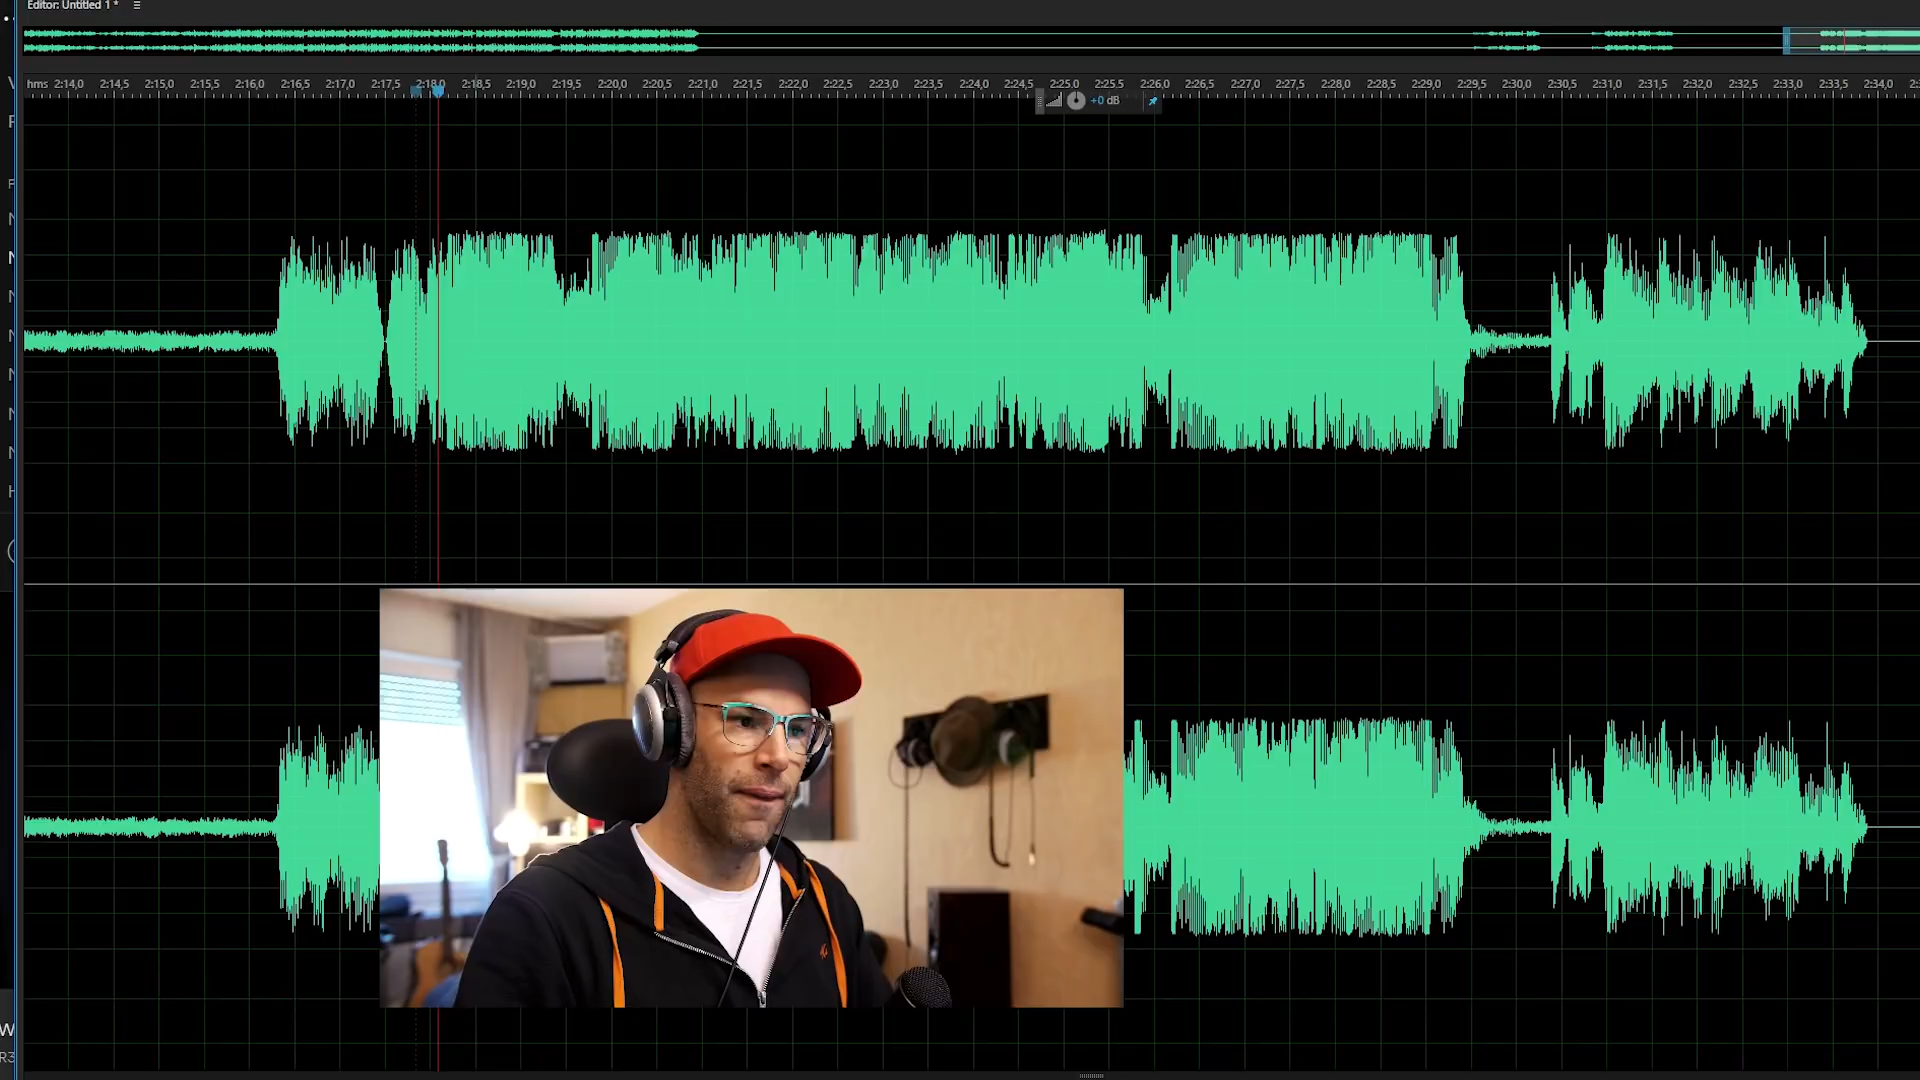 Editor: Untitled 1 *
hms 2:14,0 2:14,5 2:15,0 2:15,5 2:16,0 2:16,5 2:17,0 2:17,5 2:18,0 2:18,5 2:19,0 2:19,5 2:20,0 2:20,5 2:21,0 2:21,5 2:22,0 2:22,5 2:23,0 2:23,5 2:24,0 2:24,5 2:25,0 2:25,5 2:26,0 2:26,5 2:27,0 2:27,5 2:28,0 2:28,5 2:29,0 2:29,5 2:30,0 2:30,5 2:31,0 2:31,5 2:32,0 2:32,5 2:33,0 2:33,5 2:34,0
+0 dB